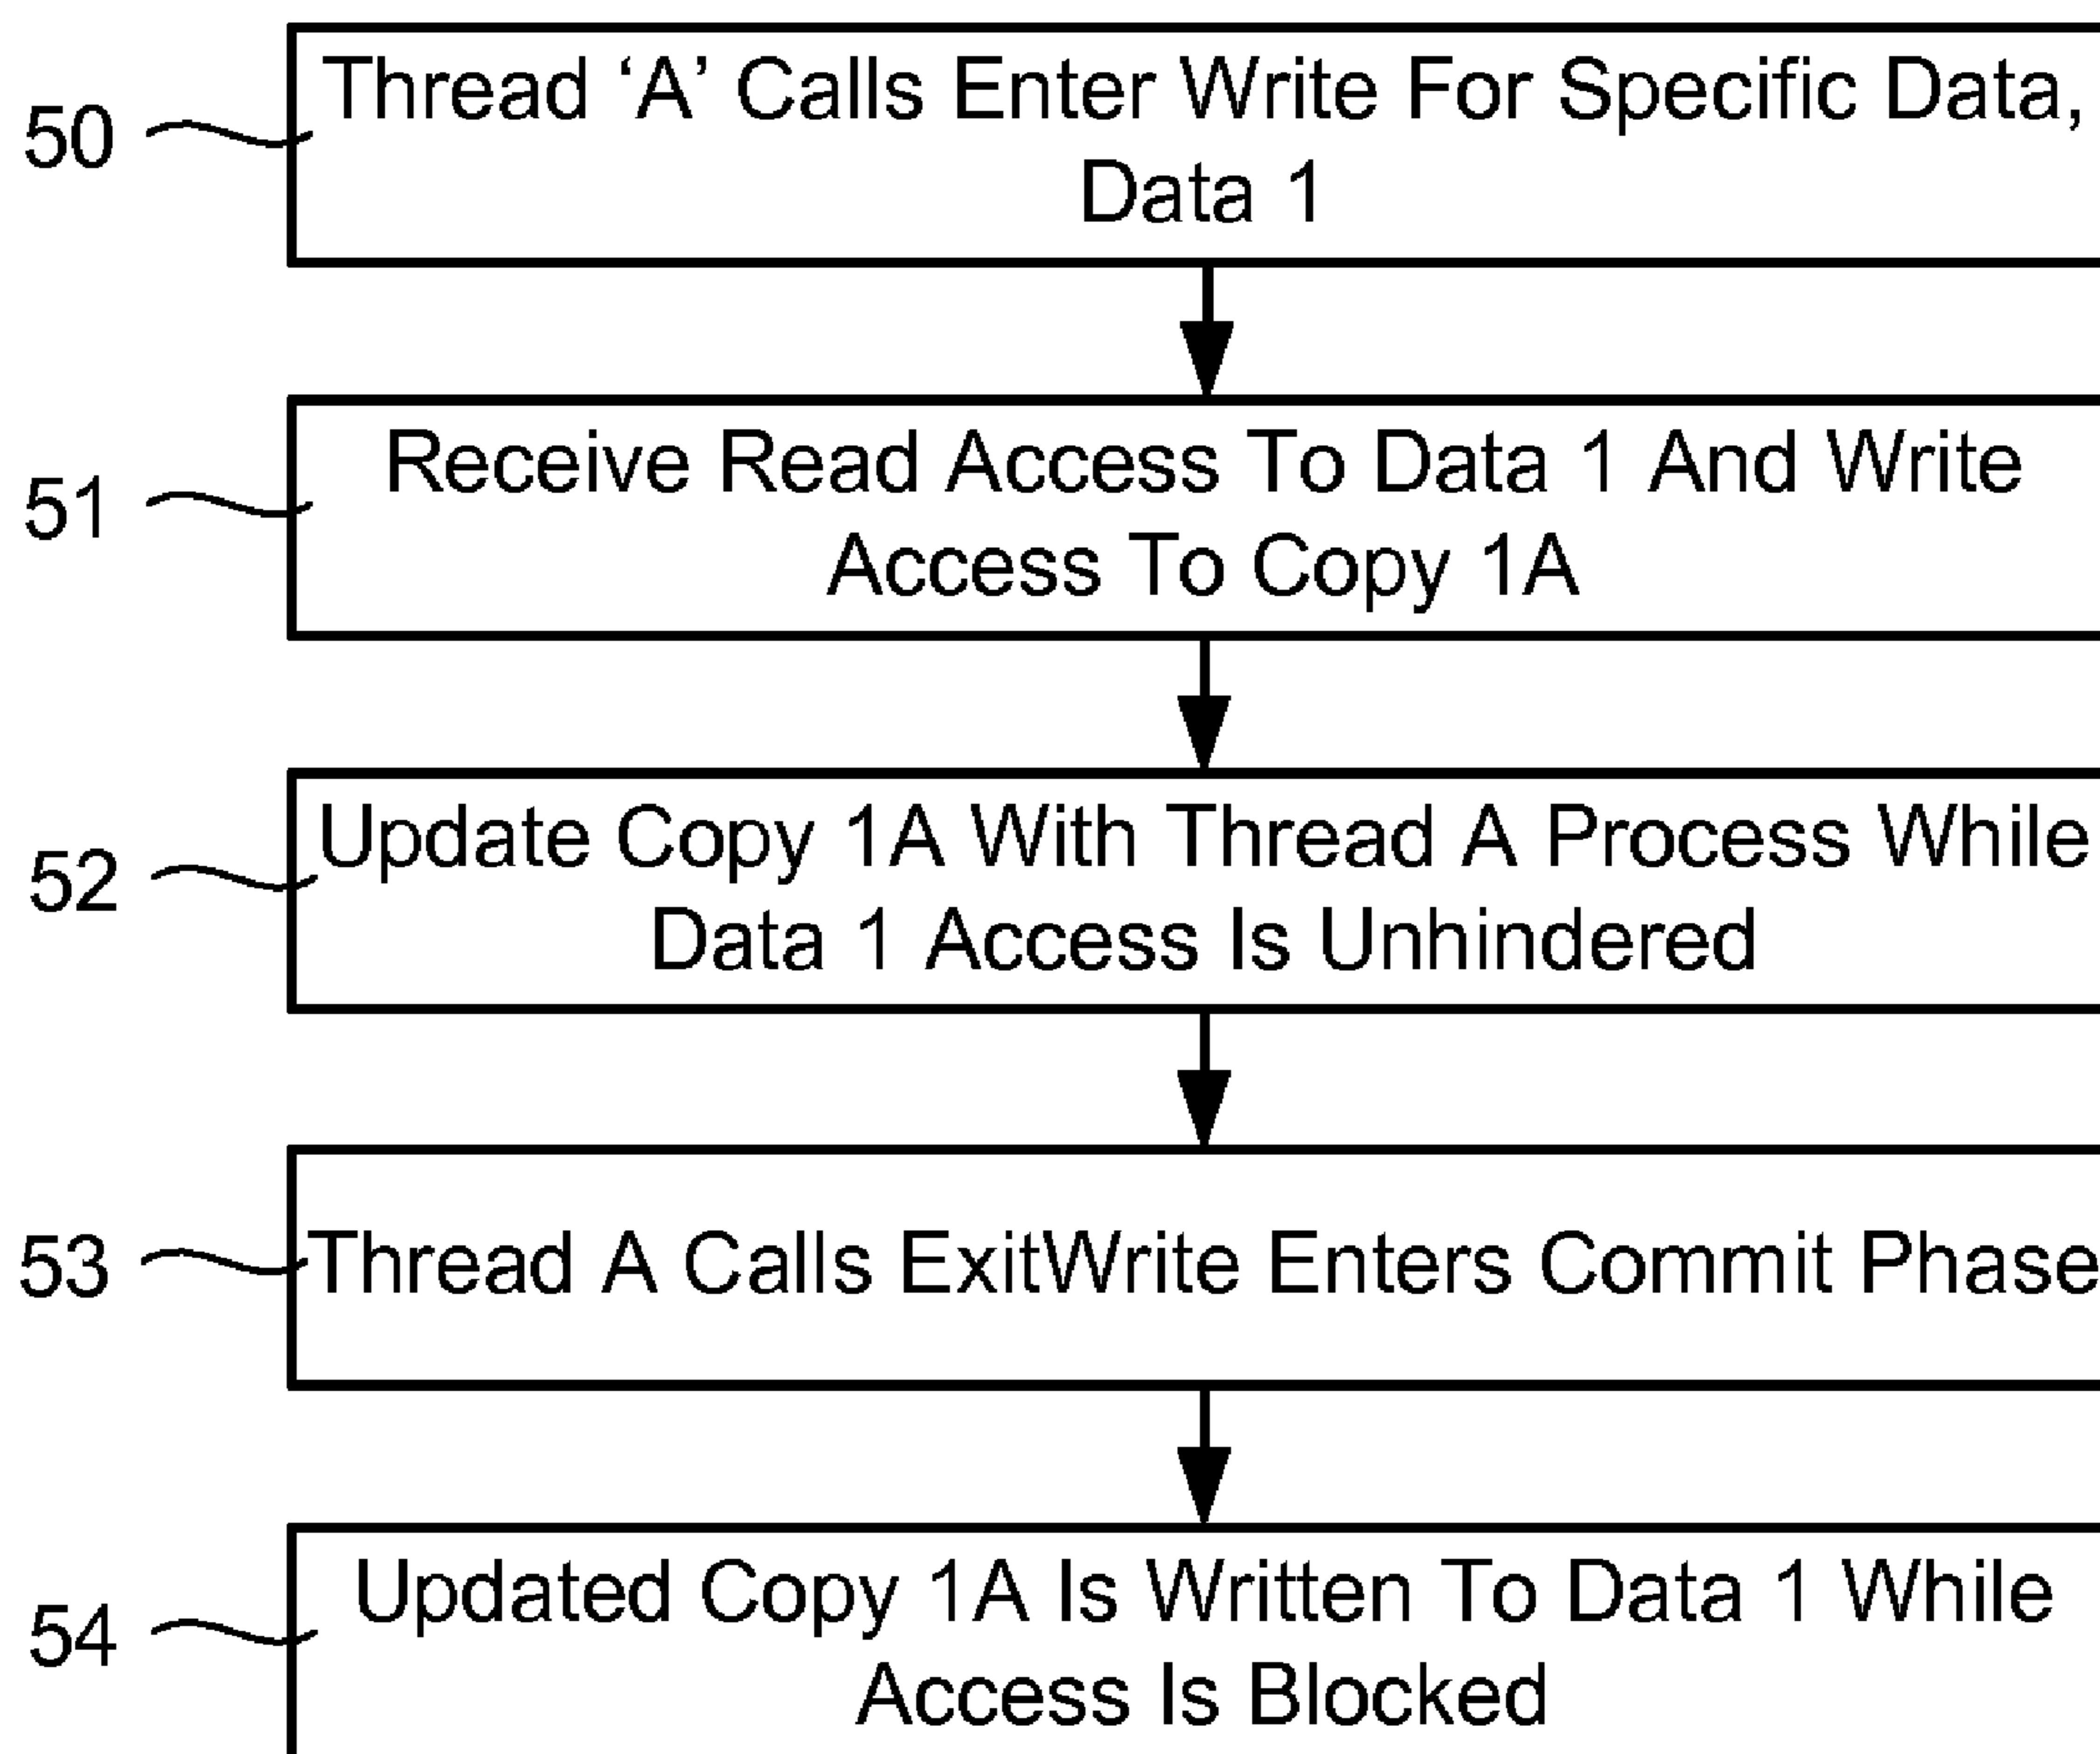 50
Thread ‘A’ Calls Enter Write For Specific Data,
Data 1
51
Receive Read Access To Data 1 And Write
Access To Copy 1A
52
Update Copy 1A With Thread A Process While
Data 1 Access Is Unhindered
53
Thread A Calls ExitWrite Enters Commit Phase
54
Updated Copy 1A Is Written To Data 1 While
Access Is Blocked